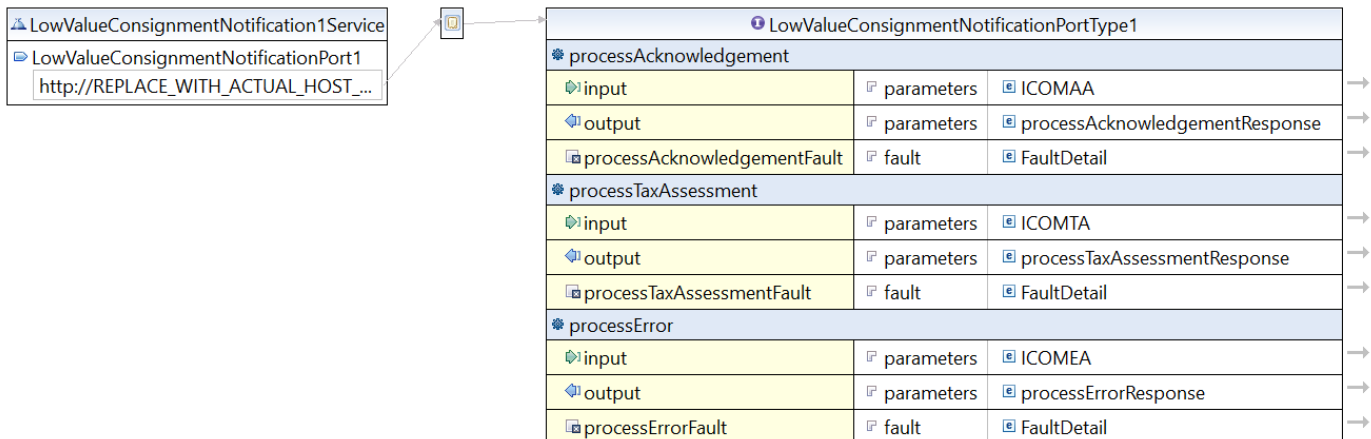 LowValueConsignmentNotification1Service
LowValueConsignmentNotificationPort1
http://REPLACE_WITH_ACTUAL_HOST_...
LowValueConsignmentNotificationPortType1
processAcknowledgement
input parameters ICOMAA
output parameters processAcknowledgementResponse
processAcknowledgementFault fault FaultDetail
processTaxAssessment
input parameters ICOMTA
output parameters processTaxAssessmentResponse
processTaxAssessmentFault fault FaultDetail
processError
input parameters ICOMEA
output parameters processErrorResponse
processErrorFault fault FaultDetail